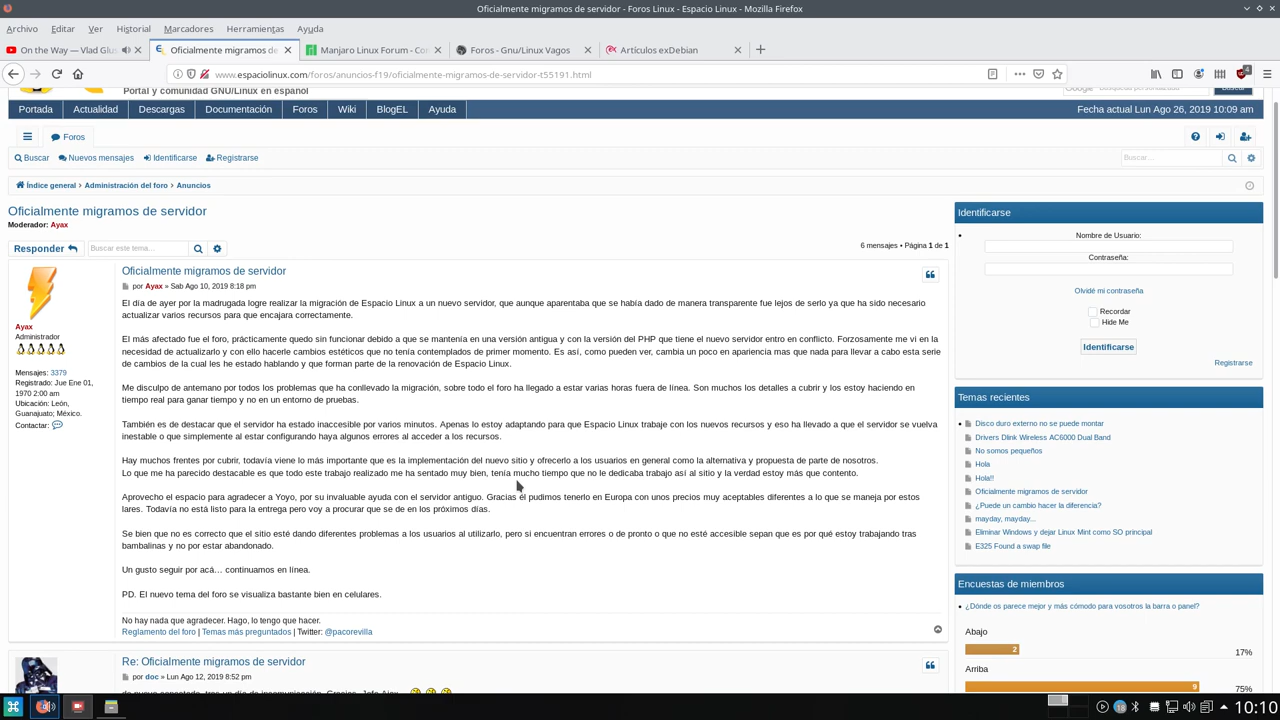 Oficialmente migramos de servidor - Foros Linux - Espacio Linux - Mozilla Firefox
Archivo Editar Ver Historial Marcadores Herramientas Ayuda
On the Way — Vlad Glus
Oficialmente migramos de
Manjaro Linux Forum - Co
Foros - Gnu/Linux Vagos
Artículos exDebian
www.espaciolinux.com/foros/anuncios-f19/oficialmente-migramos-de-servidor-t55191.html
4
Portal y comunidad GNU/Linux en español
Google
Buscar
Portada Actualidad Descargas Documentación Foros Wiki BlogEL Ayuda
Fecha actual Lun Ago 26, 2019 10:09 am
Foros
Buscar Nuevos mensajes Identificarse Registrarse
Buscar…
Índice general › Administración del foro › Anuncios
Oficialmente migramos de servidor
Moderador: Ayax
Responder
Buscar este tema…
6 mensajes • Página 1 de 1
Ayax
Administrador
Mensajes: 3379
Registrado: Jue Ene 01,
1970 2:00 am
Ubicación: León,
Guanajuato; México.
Contactar:
Oficialmente migramos de servidor
por Ayax » Sab Ago 10, 2019 8:18 pm
El día de ayer por la madrugada logre realizar la migración de Espacio Linux a un nuevo servidor, que aunque aparentaba que se había dado de manera transparente fue lejos de serlo ya que ha sido necesario
actualizar varios recursos para que encajara correctamente.
El más afectado fue el foro, prácticamente quedo sin funcionar debido a que se mantenía en una versión antigua y con la versión del PHP que tiene el nuevo servidor entro en conflicto. Forzosamente me vi en la
necesidad de actualizarlo y con ello hacerle cambios estéticos que no tenía contemplados de primer momento. Es así, como pueden ver, cambia un poco en apariencia mas que nada para llevar a cabo esta serie
de cambios de la cual les he estado hablando y que forman parte de la renovación de Espacio Linux.
Me disculpo de antemano por todos los problemas que ha conllevado la migración, sobre todo el foro ha llegado a estar varias horas fuera de línea. Son muchos los detalles a cubrir y los estoy haciendo en
tiempo real para ganar tiempo y no en un entorno de pruebas.
También es de destacar que el servidor ha estado inaccesible por varios minutos. Apenas lo estoy adaptando para que Espacio Linux trabaje con los nuevos recursos y eso ha llevado a que el servidor se vuelva
inestable o que simplemente al estar configurando haya algunos errores al acceder a los recursos.
Hay muchos frentes por cubrir, todavía viene lo más importante que es la implementación del nuevo sitio y ofrecerlo a los usuarios en general como la alternativa y propuesta de parte de nosotros.
Lo que me ha parecido destacable es que todo este trabajo realizado me ha sentado muy bien, tenía mucho tiempo que no le dedicaba trabajo así al sitio y la verdad estoy más que contento.
Aprovecho el espacio para agradecer a Yoyo, por su invaluable ayuda con el servidor antiguo. Gracias él pudimos tenerlo en Europa con unos precios muy aceptables diferentes a lo que se maneja por estos
lares. Todavía no está listo para la entrega pero voy a procurar que se de en los próximos días.
Se bien que no es correcto que el sitio esté dando diferentes problemas a los usuarios al utilizarlo, pero si encuentran errores o de pronto o que no esté accesible sepan que es por qué estoy trabajando tras
bambalinas y no por estar abandonado.
Un gusto seguir por acá… continuamos en línea.
PD. El nuevo tema del foro se visualiza bastante bien en celulares.
No hay nada que agradecer. Hago, lo tengo que hacer.
Reglamento del foro | Temas más preguntados | Twitter: @pacorevilla
Re: Oficialmente migramos de servidor
por doc » Lun Ago 12, 2019 8:52 pm
Identificarse
Nombre de Usuario:
Contraseña:
Olvidé mi contraseña
Recordar
Hide Me
Identificarse
Registrarse
Temas recientes
Disco duro externo no se puede montar
Drivers Dlink Wireless AC6000 Dual Band
No somos pequeños
Hola
Hola!!
Oficialmente migramos de servidor
¿Puede un cambio hacer la diferencia?
mayday, mayday...
Eliminar Windows y dejar Linux Mint como SO principal
E325 Found a swap file
Encuestas de miembros
¿Dónde os parece mejor y más cómodo para vosotros la barra o panel?
Abajo
2
17%
Arriba
9
75%
18
10:10